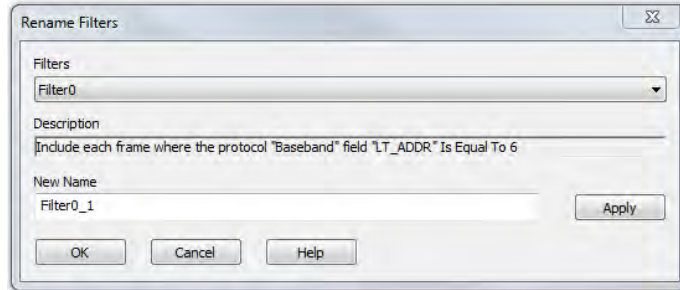 Rename Filters
Filters
Filter0
Description
Include each frame where the protocol "Baseband" field "LT_ADDR" Is Equal To 6
New Name
Filter0_1
Apply
OK Cancel Help